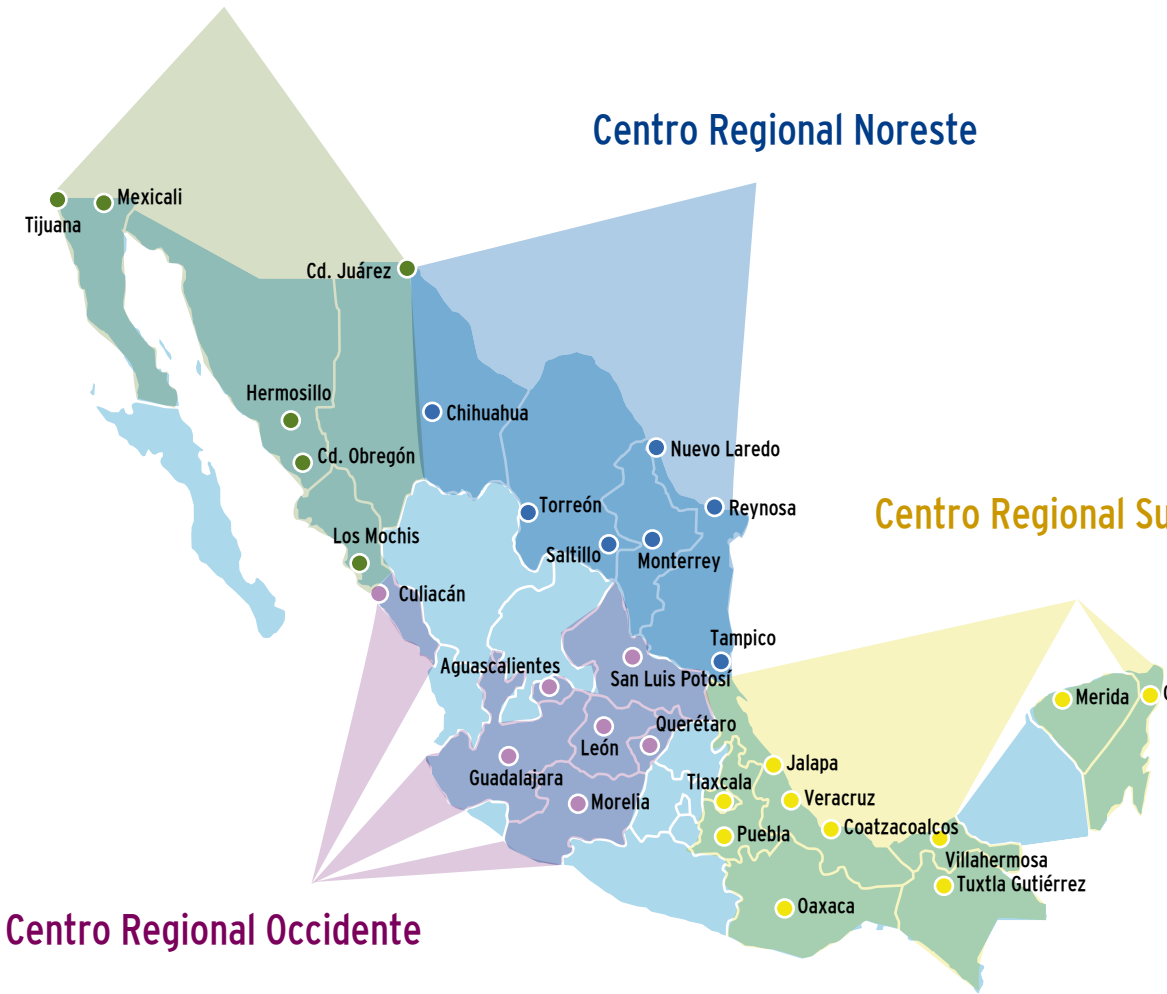 Centro Regional Noreste
Mexicali
Tijuana
Cd. Juárez
Hermosillo
Chihuahua
Cd. Obregón
Nuevo Laredo
Torreón
Reynosa
Centro Regional Su
Los Mochis
Saltillo
Monterrey
Culiacán
Tampico
Aguascalientes
San Luis Potosí
Merida
Querétaro
León
Guadalajara
Jalapa
Tlaxcala
Morelia
Veracruz
Puebla
Coatzacoalcos
Villahermosa
Tuxtla Gutiérrez
Oaxaca
Centro Regional Occidente